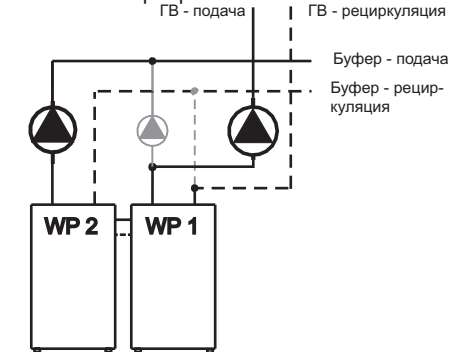 ГВ - подача
ГВ - рециркуляция
Буфер - подача
Буфер - рецир-
куляция
WP 2
WP 1